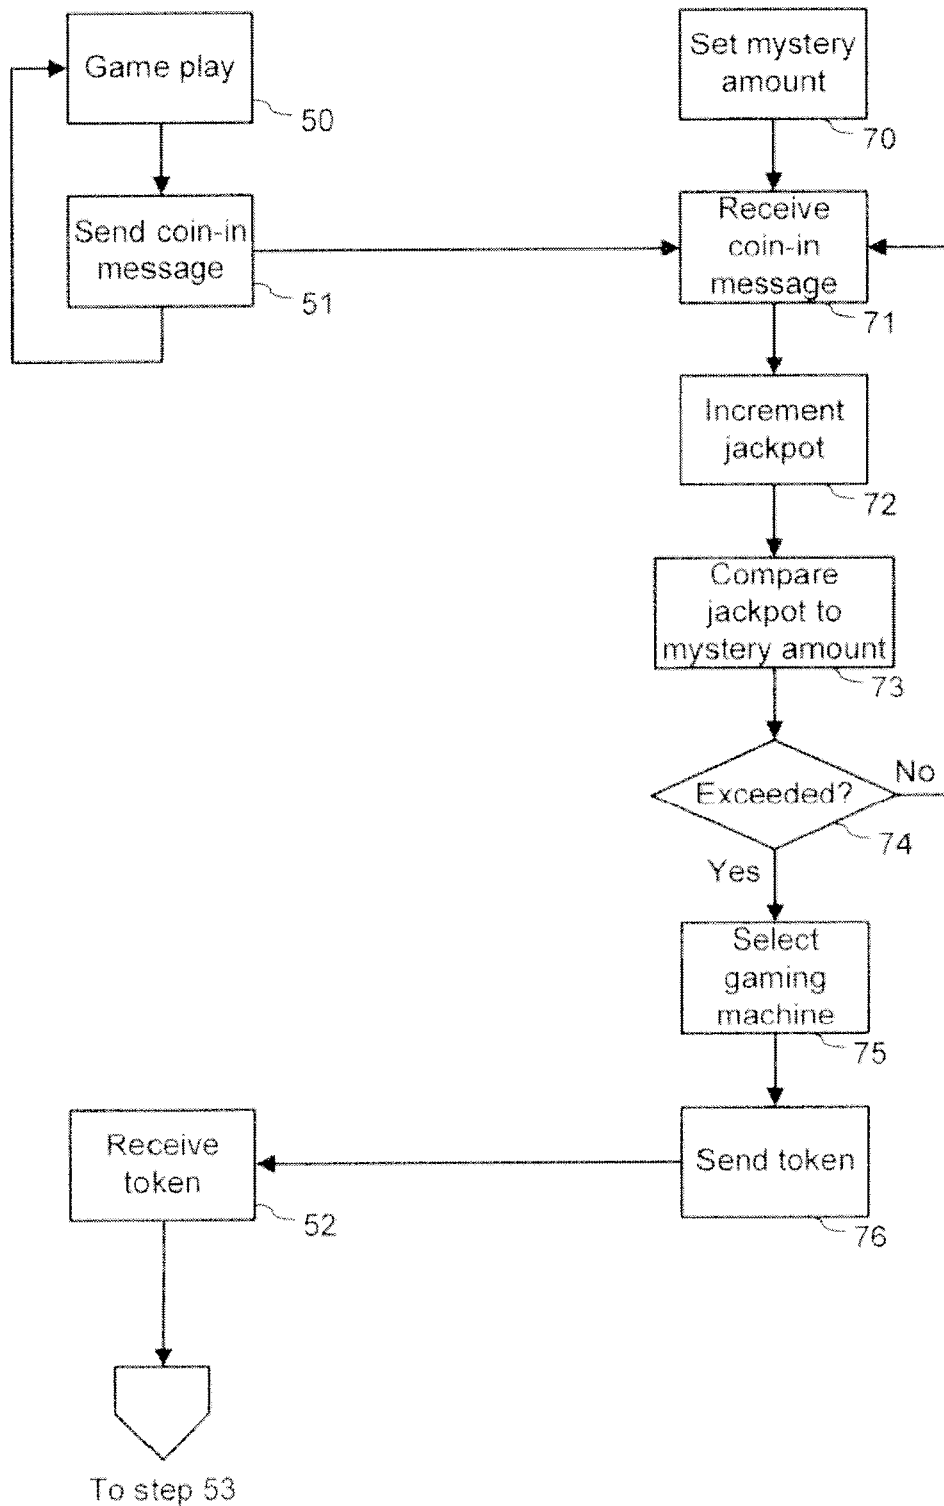 Game play
50
Send coin-in
message
51
Set mystery
amount
70
Receive
coin-in
message
71
Increment
jackpot
72
Compare
jackpot to
mystery amount
73
Exceeded?
No
74
Yes
Select
gaming
machine
75
Send token
76
Receive
token
52
To step 53